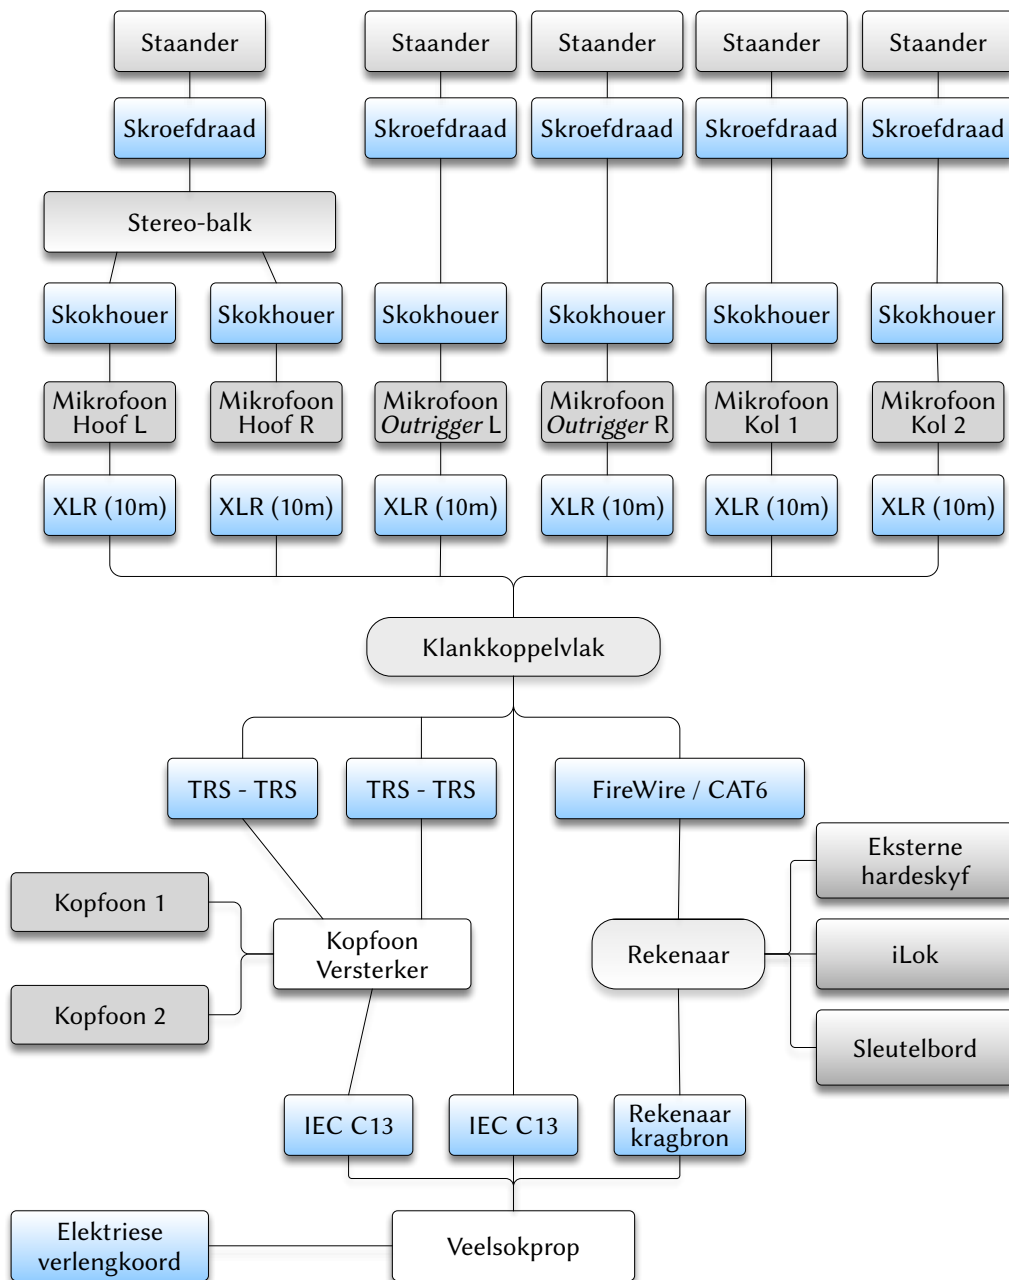 Staander
Staander
Staander
Staander
Staander
Skroefdraad
Skroefdraad
Skroefdraad
Skroefdraad
Skroefdraad
Stereo-balk
Skokhouer
Skokhouer
Skokhouer
Skokhouer
Skokhouer
Skokhouer
Mikrofoon
Hoof L
Mikrofoon
Hoof R
Mikrofoon
Outrigger L
Mikrofoon
Outrigger R
Mikrofoon
Kol 1
Mikrofoon
Kol 2
XLR (10m)
XLR (10m)
XLR (10m)
XLR (10m)
XLR (10m)
XLR (10m)
Klankkoppelvlak
TRS - TRS
TRS - TRS
FireWire / CAT6
Eksterne
hardeskyf
Kopfoon 1
Kopfoon
Versterker
Rekenaar
iLok
Kopfoon 2
Sleutelbord
IEC C13
IEC C13
Rekenaar
kragbron
Elektriese
verlengkoord
Veelsokprop